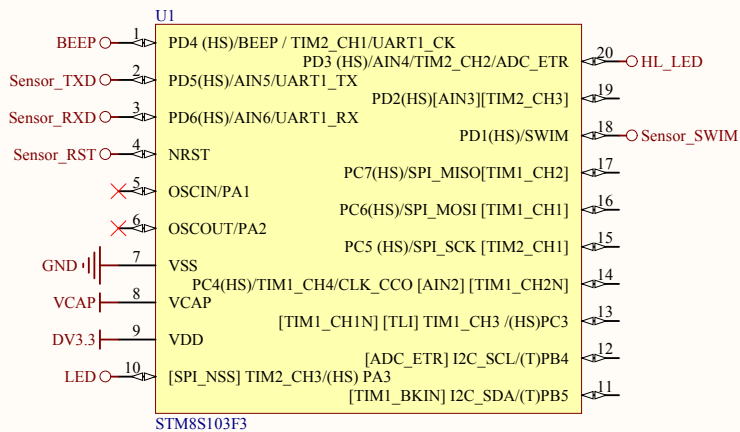 U1
BEEP 1 PD4 (HS)/BEEP / TIM2_CH1/UART1_CK
PD3 (HS)/AIN4/TIM2_CH2/ADC_ETR 20 HL_LED
Sensor_TXD 2 PD5(HS)/AIN5/UART1_TX
PD2(HS)[AIN3][TIM2_CH3] 19
Sensor_RXD 3 PD6(HS)/AIN6/UART1_RX
PD1(HS)/SWIM 18 Sensor_SWIM
Sensor_RST 4 NRST
PC7(HS)/SPI_MISO[TIM1_CH2] 17
5 OSCIN/PA1
PC6(HS)/SPI_MOSI [TIM1_CH1] 16
6 OSCOUT/PA2
PC5 (HS)/SPI_SCK [TIM2_CH1] 15
GND 7 VSS
PC4(HS)/TIM1_CH4/CLK_CCO [AIN2] [TIM1_CH2N] 14
VCAP 8 VCAP
[TIM1_CH1N] [TLI] TIM1_CH3 /(HS)PC3 13
DV3.3 9 VDD
[ADC_ETR] I2C_SCL/(T)PB4 12
LED 10 [SPI_NSS] TIM2_CH3/(HS) PA3
[TIM1_BKIN] I2C_SDA/(T)PB5 11
STM8S103F3